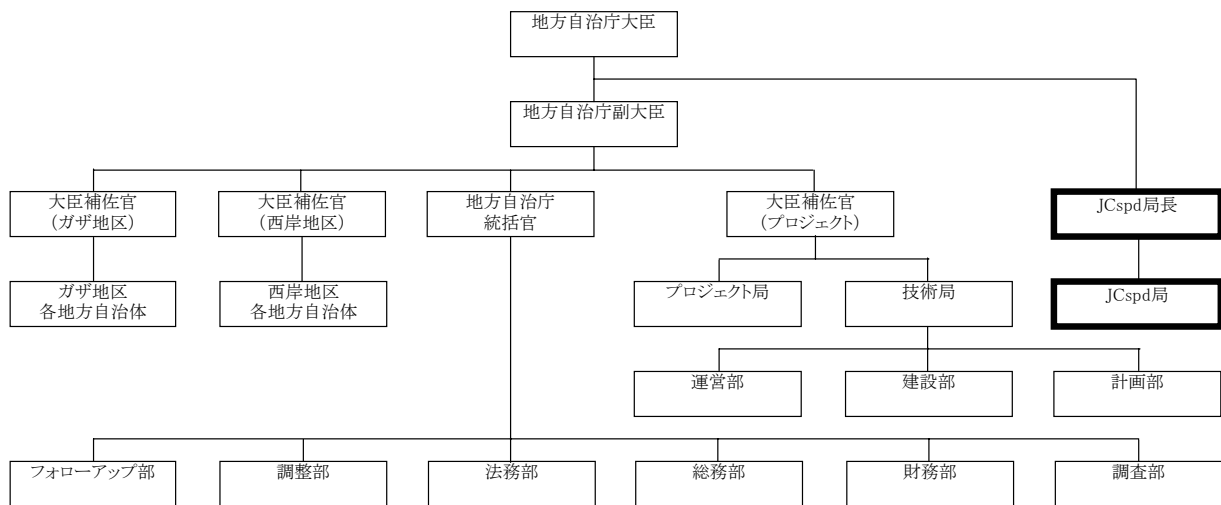 地方自治庁大臣
地方自治庁副大臣
大臣補佐官
(ガザ地区)
大臣補佐官
(西岸地区)
地方自治庁
統括官
大臣補佐官
(プロジェクト)
JCspd局長
ガザ地区
各地方自治体
西岸地区
各地方自治体
プロジェクト局
技術局
JCspd局
運営部
建設部
計画部
フォローアップ部
調整部
法務部
総務部
財務部
調査部